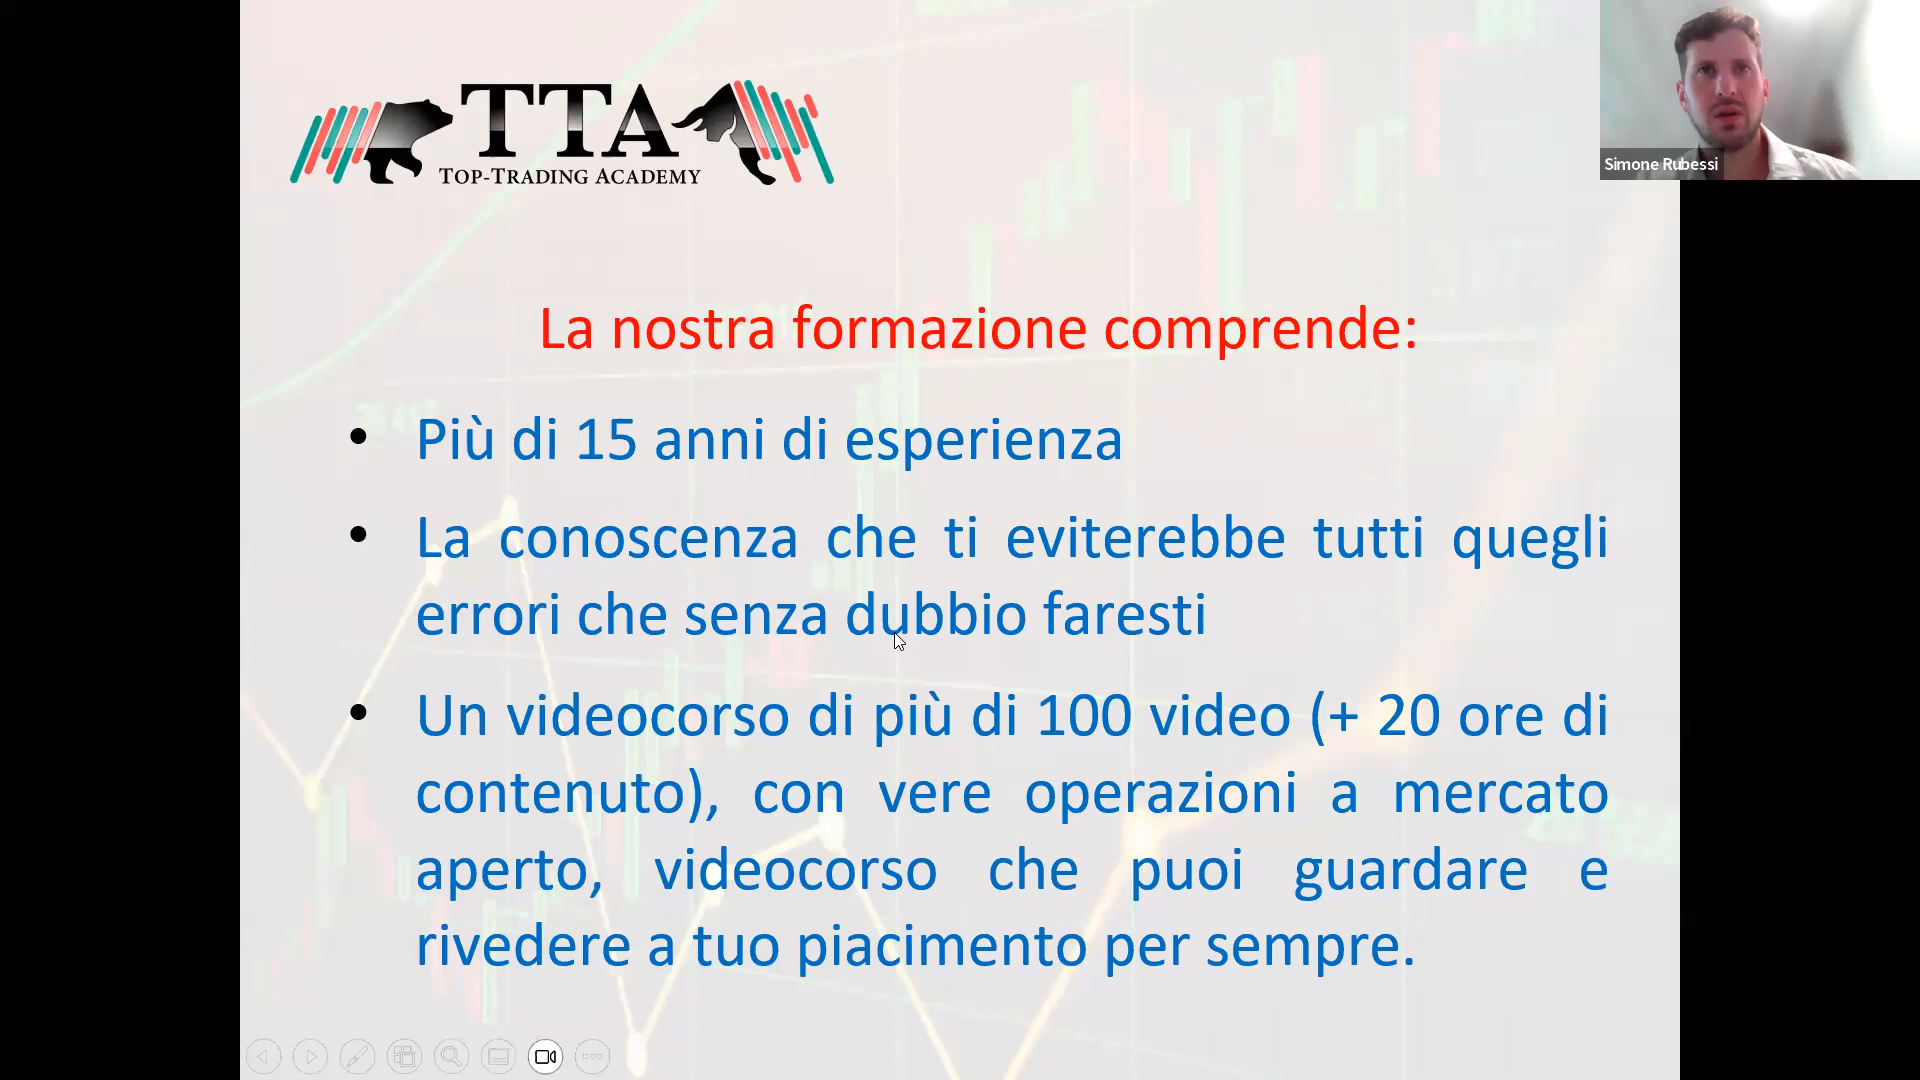 TTA
TOP-TRADING ACADEMY
Simone Rubessi
La nostra formazione comprende:
• Più di 15 anni di esperienza
• La conoscenza che ti eviterebbe tutti quegli
errori che senza dubbio faresti
• Un videocorso di più di 100 video (+ 20 ore di
contenuto), con vere operazioni a mercato
aperto, videocorso che puoi guardare e
rivedere a tuo piacimento per sempre.